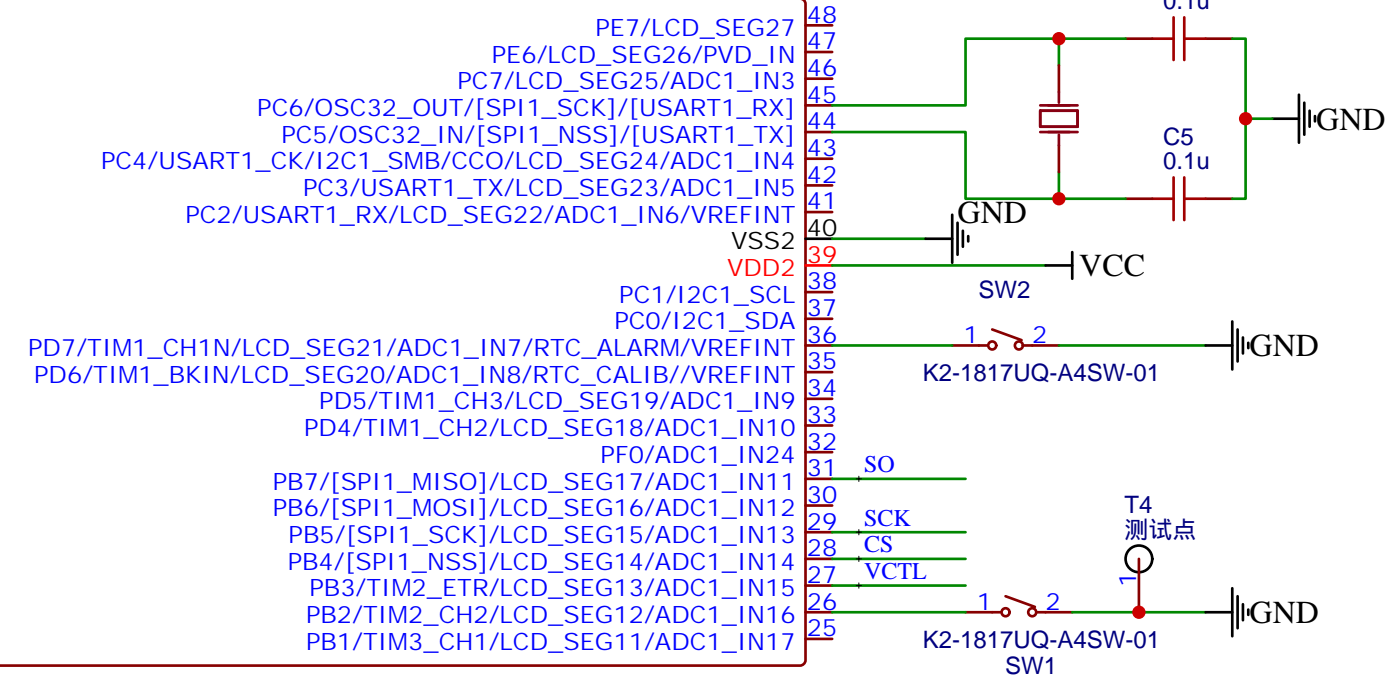 0.1u
48
PE7/LCD_SEG27
47
PE6/LCD_SEG26/PVD_IN
46
PC7/LCD_SEG25/ADC1_IN3
45
PC6/OSC32_OUT/[SPI1_SCK]/[USART1_RX]
44
PC5/OSC32_IN/[SPI1_NSS]/[USART1_TX]
43
PC4/USART1_CK/I2C1_SMB/CCO/LCD_SEG24/ADC1_IN4
42
PC3/USART1_TX/LCD_SEG23/ADC1_IN5
41
PC2/USART1_RX/LCD_SEG22/ADC1_IN6/VREFINT
40
VSS2
39
VDD2
38
PC1/I2C1_SCL
37
PC0/I2C1_SDA
36
PD7/TIM1_CH1N/LCD_SEG21/ADC1_IN7/RTC_ALARM/VREFINT
35
PD6/TIM1_BKIN/LCD_SEG20/ADC1_IN8/RTC_CALIB//VREFINT
34
PD5/TIM1_CH3/LCD_SEG19/ADC1_IN9
33
PD4/TIM1_CH2/LCD_SEG18/ADC1_IN10
32
PF0/ADC1_IN24
31
PB7/[SPI1_MISO]/LCD_SEG17/ADC1_IN11
30
PB6/[SPI1_MOSI]/LCD_SEG16/ADC1_IN12
29
PB5/[SPI1_SCK]/LCD_SEG15/ADC1_IN13
28
PB4/[SPI1_NSS]/LCD_SEG14/ADC1_IN14
27
PB3/TIM2_ETR/LCD_SEG13/ADC1_IN15
26
PB2/TIM2_CH2/LCD_SEG12/ADC1_IN16
25
PB1/TIM3_CH1/LCD_SEG11/ADC1_IN17
GND
C5
0.1u
GND
VCC
SW2
1 2
GND
K2-1817UQ-A4SW-01
SO
SCK
CS
VCTL
T4
测试点
1
1 2
GND
K2-1817UQ-A4SW-01
SW1